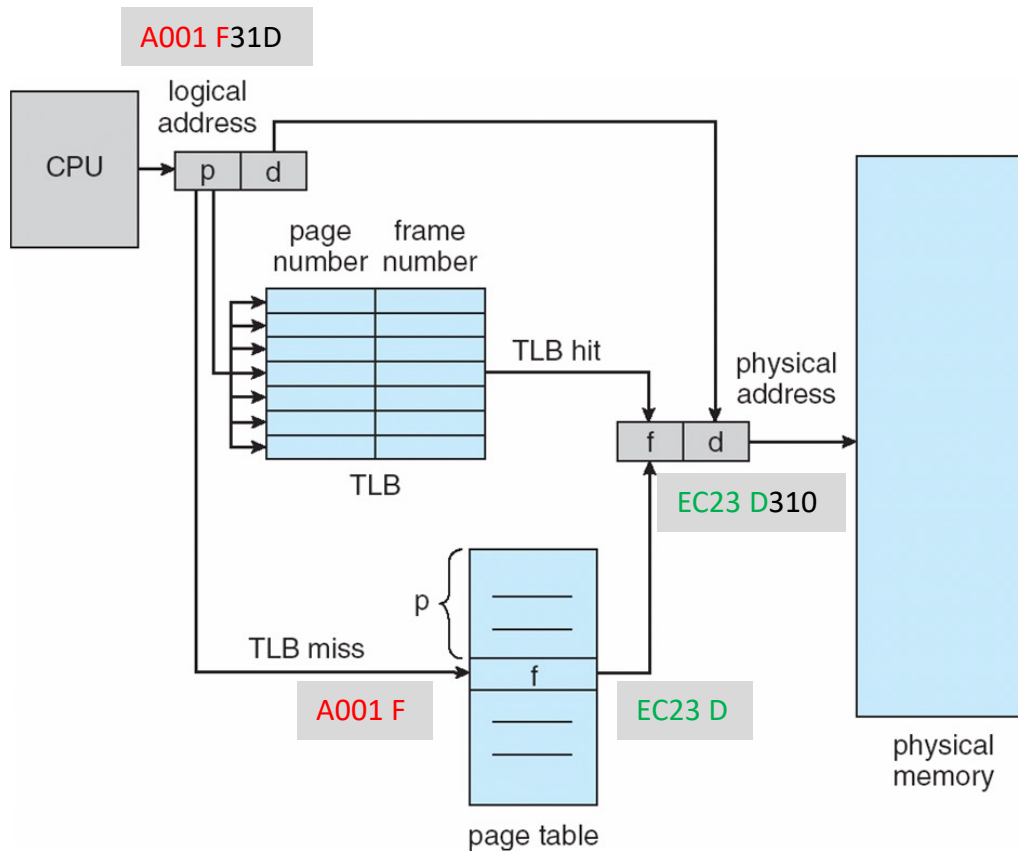 A001 F31D
logical
address
CPU
p
d
page
number
frame
number
TLB hit
physical
address
f
d
TLB
EC23 D310
p
TLB miss
f
A001 F
EC23 D
physical
memory
page table